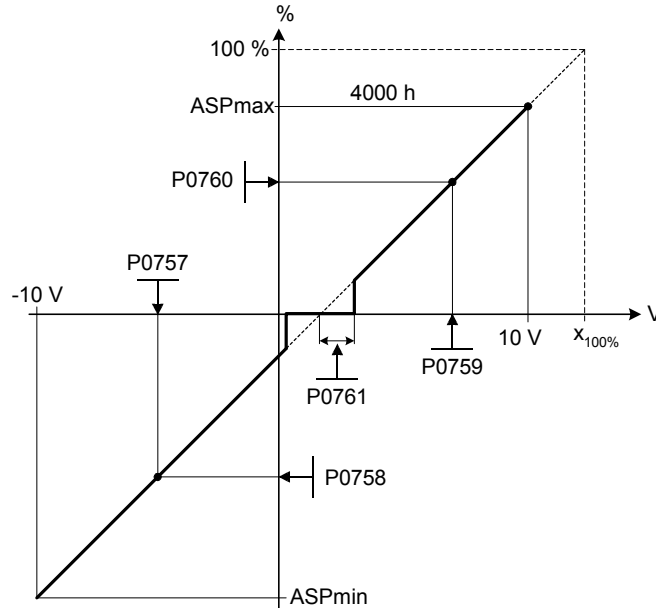 %
100 %
ASPmax
4000 h
P0760
P0757
-10 V
V
10 V
x100%
P0759
P0761
P0758
ASPmin